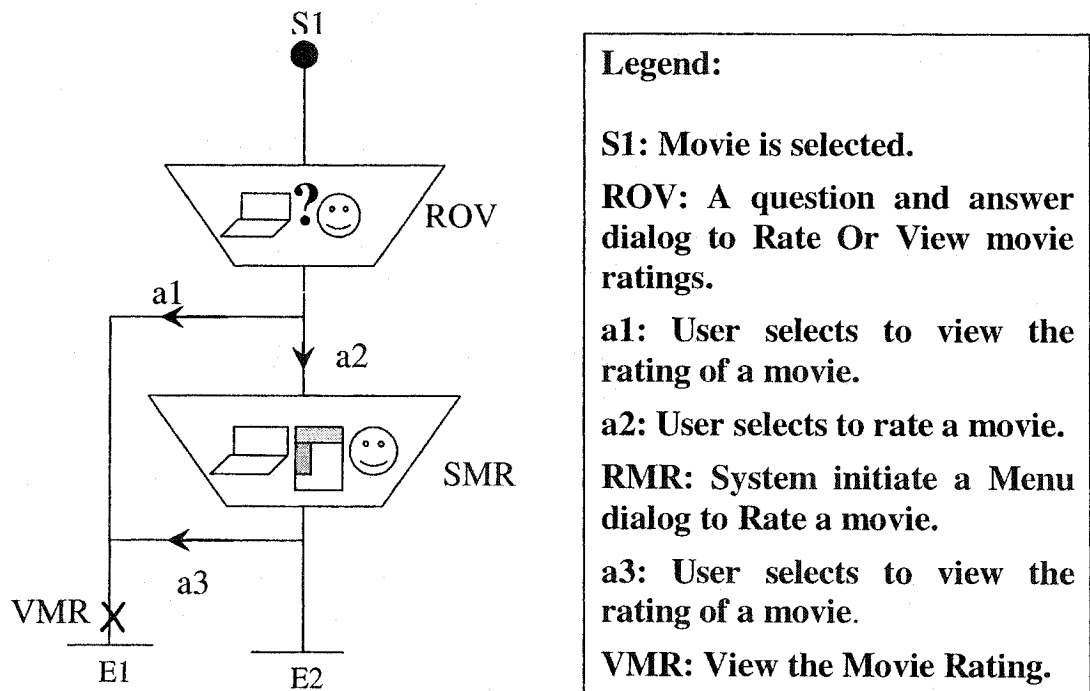 S1
?
ROV
a1
a2
SMR
a3
VMR
E1
E2
Legend:
S1: Movie is selected.
ROV: A question and answer
dialog to Rate Or View movie
ratings.
a1: User selects to view the
rating of a movie.
a2: User selects to rate a movie.
RMR: System initiate a Menu
dialog to Rate a movie.
a3: User selects to view the
rating of a movie.
VMR: View the Movie Rating.